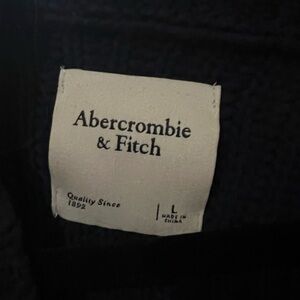 Abercrombie
& Fitch
Quality Since
1892
L
MADE IN
CHINA